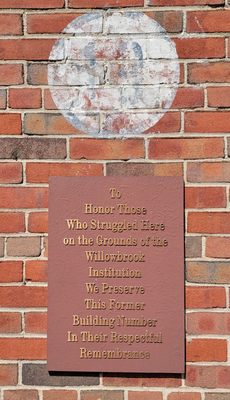 To
Honor Those
Who Struggled Here
on the Grounds of the
Willowbrook
Institution
We Preserve
This Former
Building Number
In Their Respectful
Remembrance